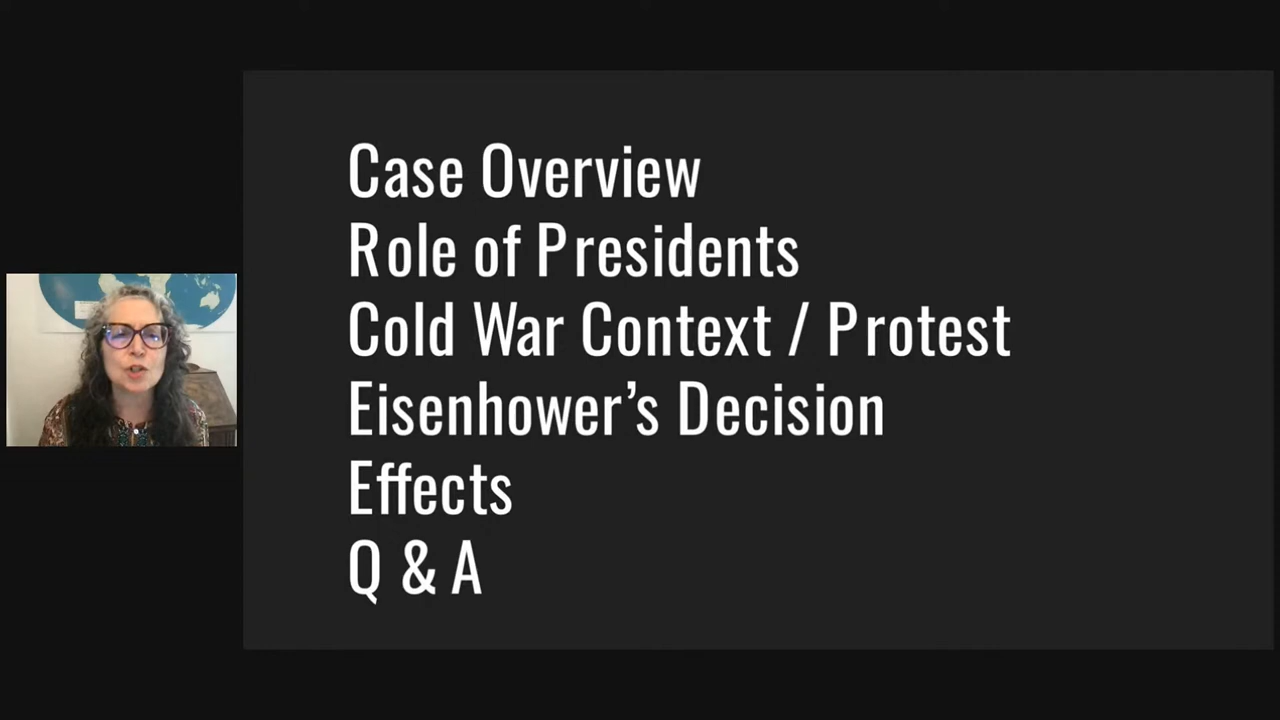 Case Overview
Role of Presidents
Cold War Context / Protest
Eisenhower’s Decision
Effects
Q & A